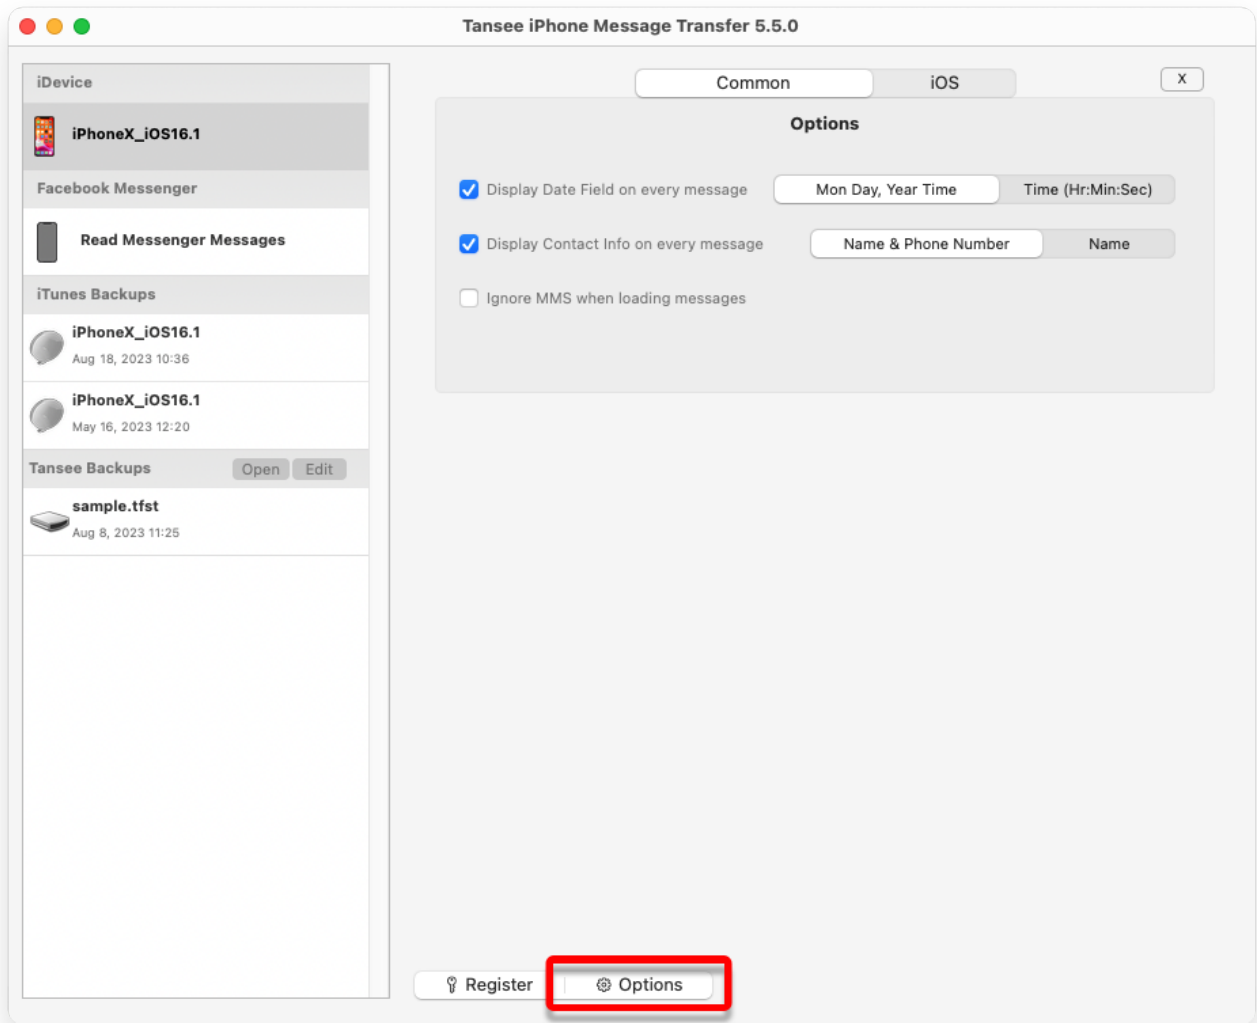 Tansee iPhone Message Transfer 5.5.0
iDevice
iPhoneX_iOS16.1
Facebook Messenger
Read Messenger Messages
iTunes Backups
iPhoneX_iOS16.1
Aug 18, 2023 10:36
iPhoneX_iOS16.1
May 16, 2023 12:20
Tansee Backups Open Edit
sample.tfst
Aug 8, 2023 11:25
Common iOS X
Options
Display Date Field on every message Mon Day, Year Time Time (Hr:Min:Sec)
Display Contact Info on every message Name & Phone Number Name
Ignore MMS when loading messages
Register Options